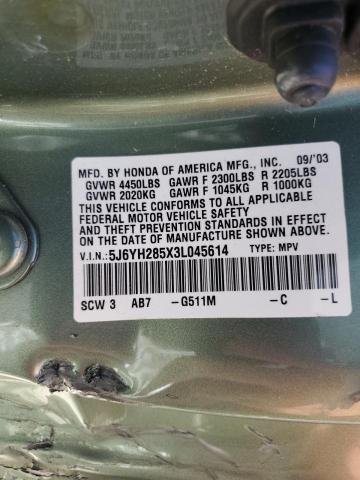 MFD. BY HONDA OF AMERICA MFG., INC. 09/'03
GVWR 4450LBS GAWR F 2300LBS R 2205LBS
GVWR 2020KG GAWR F 1045KG R 1000KG
THIS VEHICLE CONFORMS TO ALL APPLICABLE
FEDERAL MOTOR VEHICLE SAFETY
AND THEFT PREVENTION STANDARDS IN EFFECT
ON THE DATE OF MANUFACTURE SHOWN ABOVE.
V.I.N.:5J6YH285X3L045614 TYPE: MPV
SCW 3 AB7 -G511M -C -L